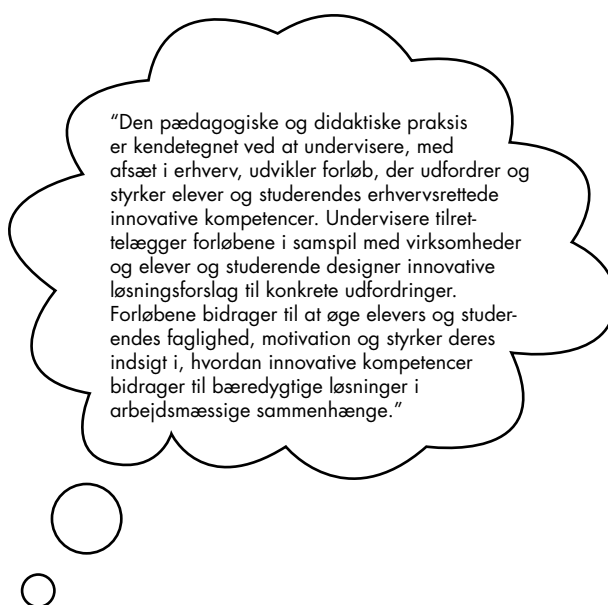 “Den pædagogiske og didaktiske praksis
er kendetegnet ved at undervisere, med
afsæt i erhverv, udvikler forløb, der udfordrer og
styrker elever og studerendes erhvervsrettede
innovative kompetencer. Undervisere tilret-
telægger forløbene i samspil med virksomheder
og elever og studerende designer innovative
løsningsforslag til konkrete udfordringer.
Forløbene bidrager til at øge elevers og studer-
endes faglighed, motivation og styrker deres
indsigt i, hvordan innovative kompetencer
bidrager til bæredygtige løsninger i
arbejdsmæssige sammenhænge.”